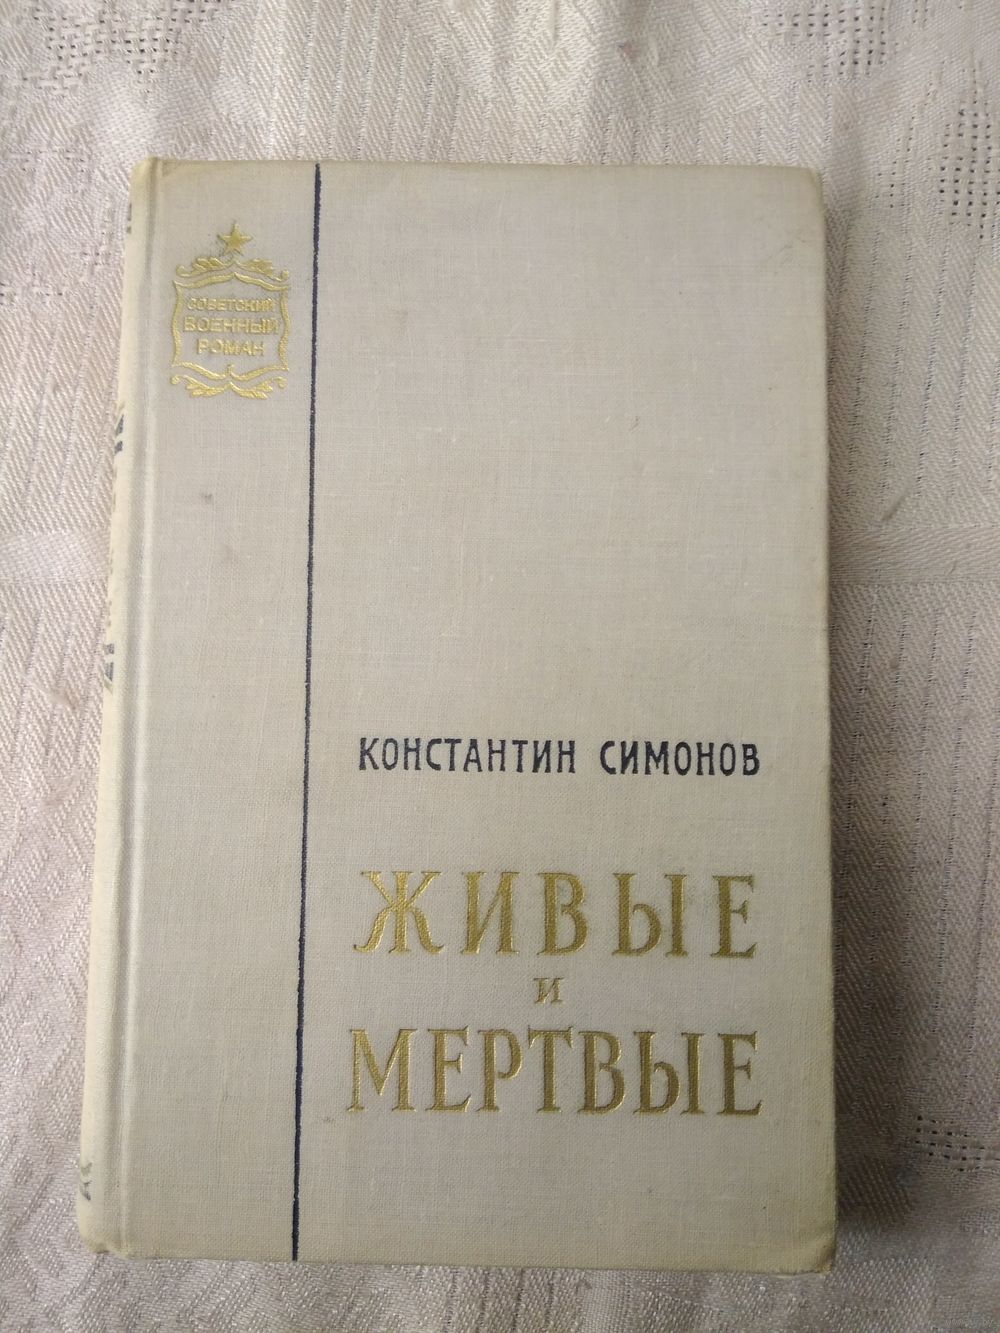 СОВЕТСКИЙ
ВОЕННЫЙ
РОМАН
КОНСТАНТИН СИМОНОВ
ЖИВЫЕ
и
МЕРТВЫЕ